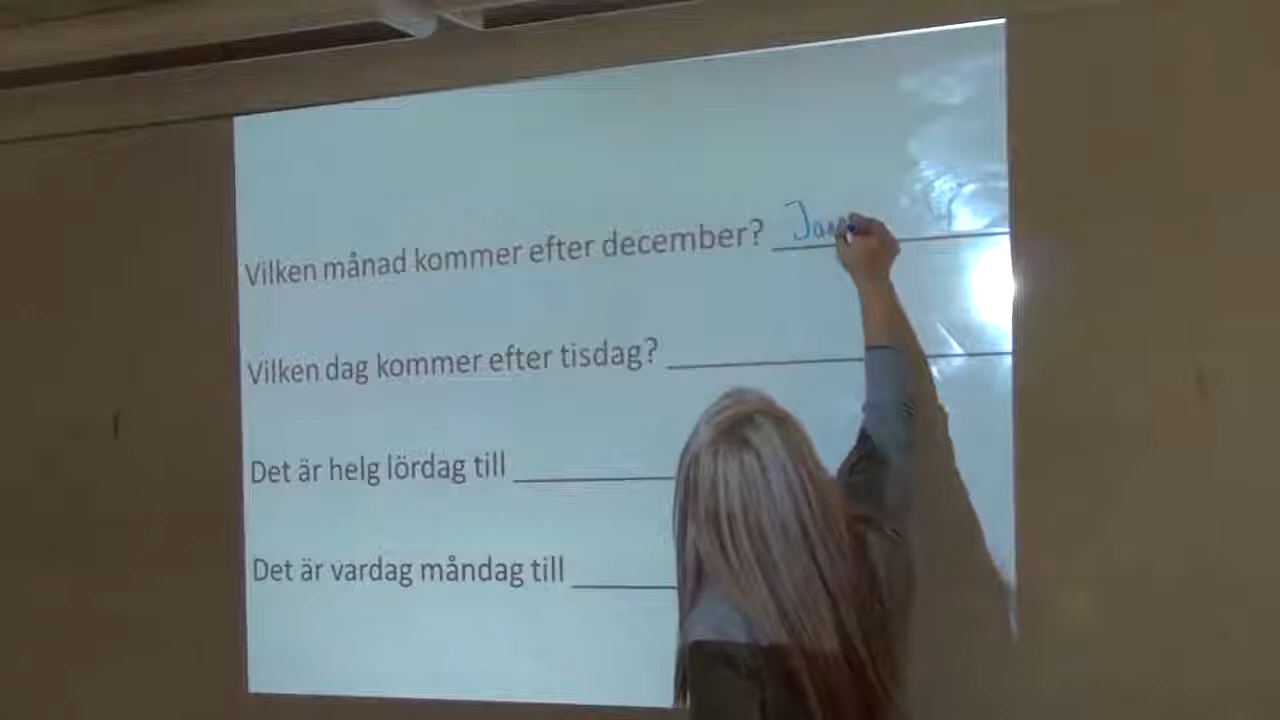 Vilken månad kommer efter december? Jan
Vilken dag kommer efter tisdag?
Det är helg lördag till
Det är vardag måndag till